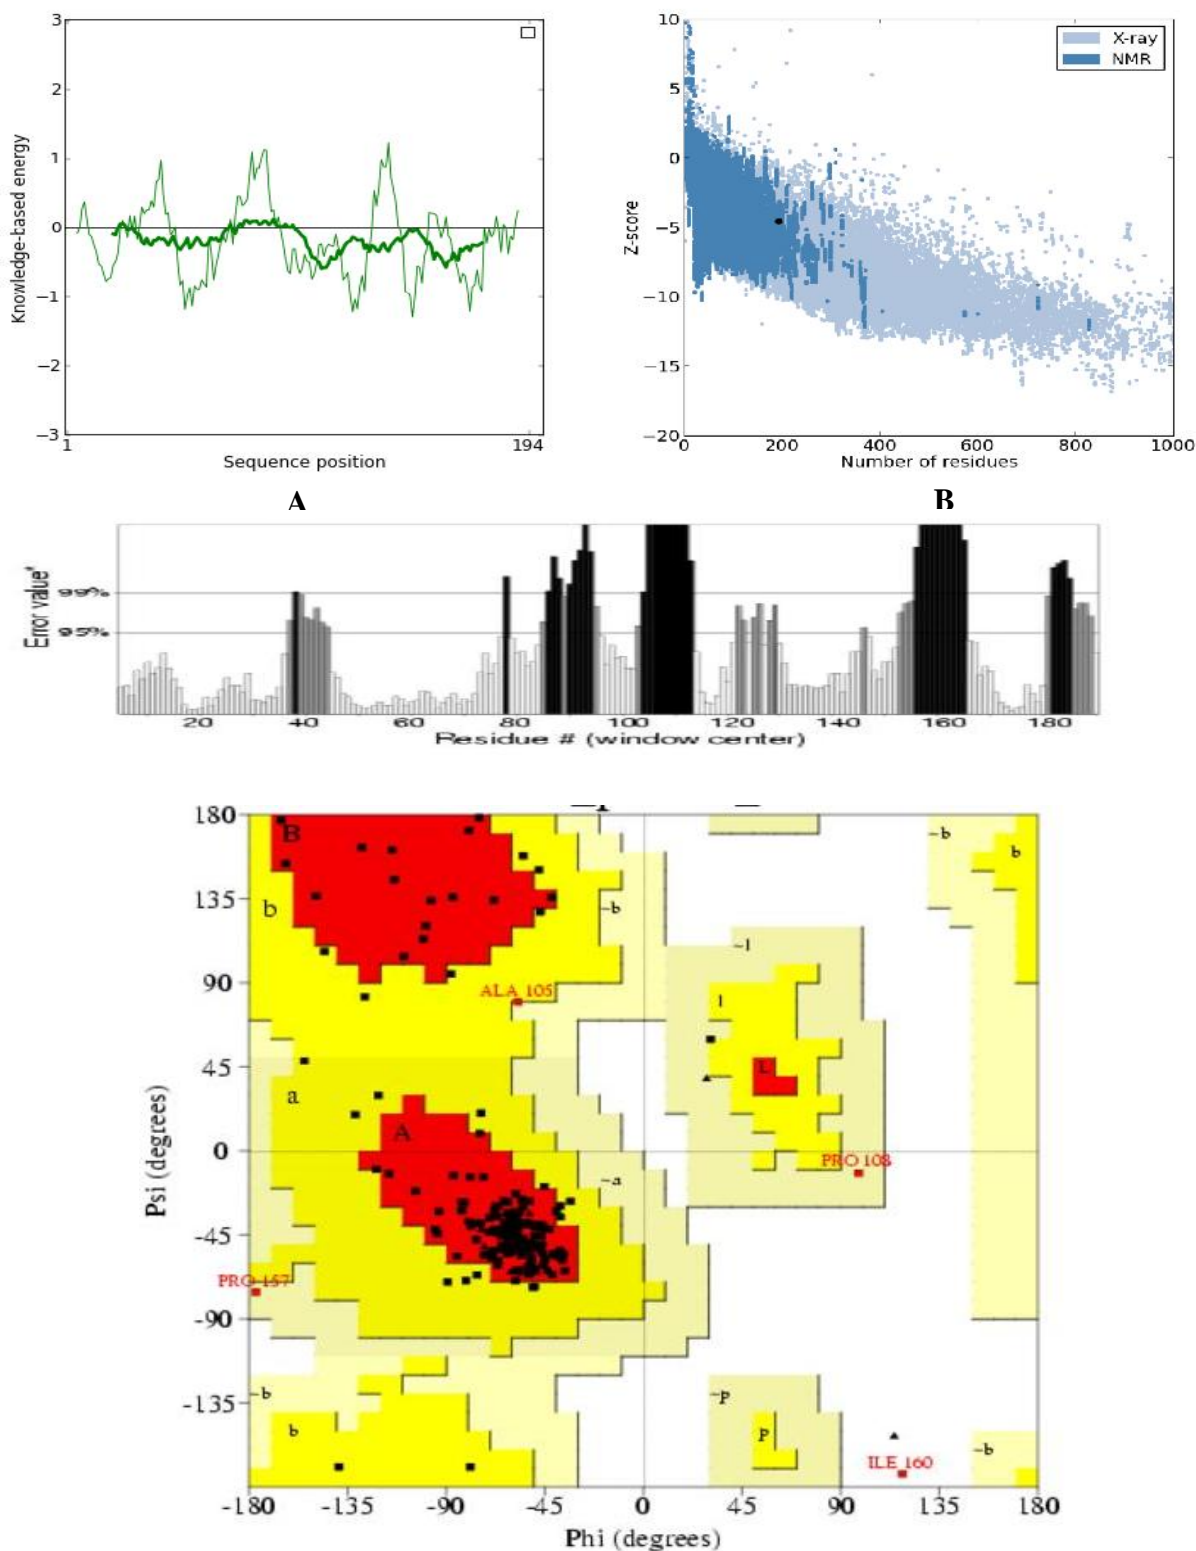 3
2
1
0
−1
−2
−3
1
194
Knowledge-based energy
Sequence position
A
10
5
0
−5
−10
−15
−20
0
200
400
600
800
1000
Z-score
Number of residues
X-ray
NMR
B
Error value*
99%
95%
20
40
60
80
100
120
140
160
180
Residue # (window center)
180
135
90
45
0
-45
-90
-135
Psi (degrees)
B
b
~b
~b
b
~l
ALA 105
l
L
a
A
~a
PRO 108
PRO 157
~b
b
~p
p
ILE 160
~b
-180
-135
-90
-45
0
45
90
135
180
Phi (degrees)